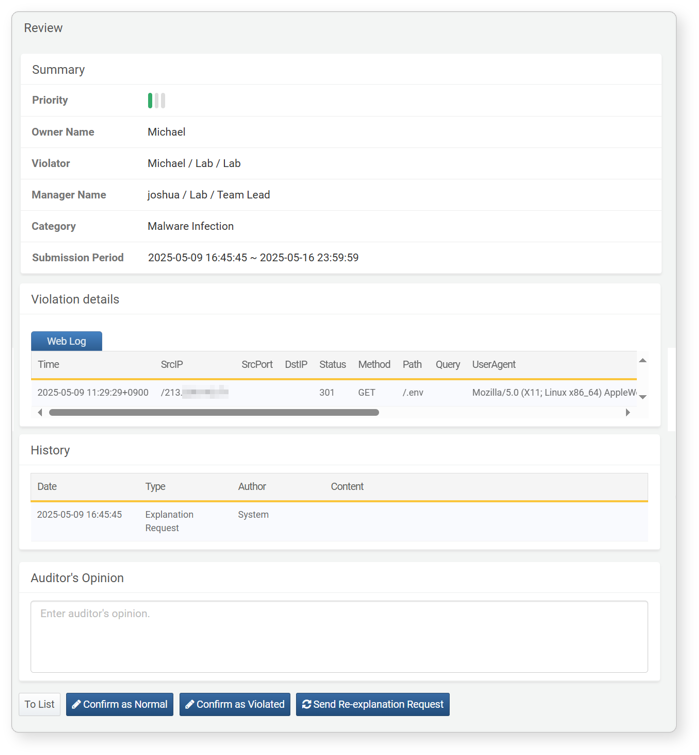 Review
Summary
Priority
Owner Name Michael
Violator Michael / Lab / Lab
Manager Name joshua / Lab / Team Lead
Category Malware Infection
Submission Period 2025-05-09 16:45:45 ~ 2025-05-16 23:59:59
Violation details
Web Log
Time SrcIP SrcPort DstIP Status Method Path Query UserAgent
2025-05-09 11:29:29+0900 /213. 301 GET /.env Mozilla/5.0 (X11; Linux x86_64) AppleW
History
Date Type Author Content
2025-05-09 16:45:45 Explanation System
Request
Auditor's Opinion
Enter auditor's opinion.
To List Confirm as Normal Confirm as Violated Send Re-explanation Request